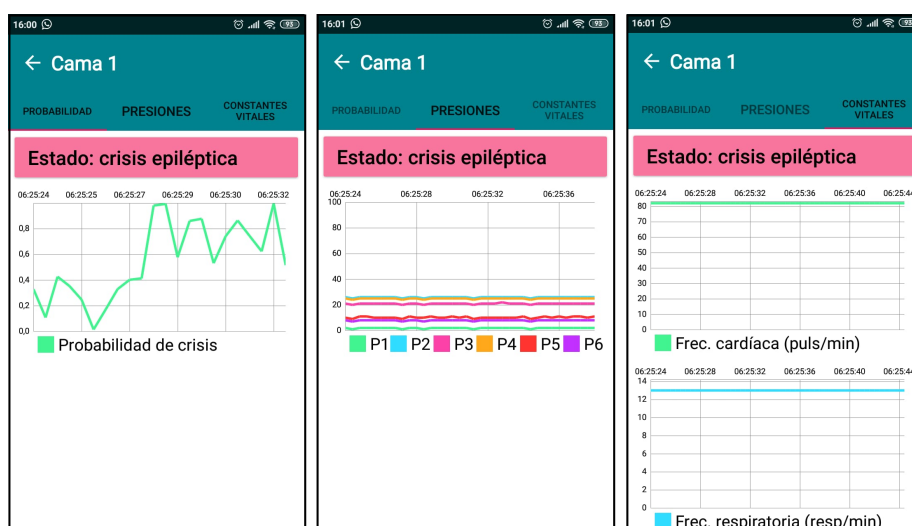 16:00 93
← Cama 1
PROBABILIDAD PRESIONES CONSTANTES VITALES
Estado: crisis epiléptica
06:25:24 06:25:25 06:25:27 06:25:29 06:25:30 06:25:32
0,8
0,6
0,4
0,2
0,0
Probabilidad de crisis
16:01 93
← Cama 1
PROBABILIDAD PRESIONES CONSTANTES VITALES
Estado: crisis epiléptica
06:25:24 06:25:28 06:25:32 06:25:36
100
80
60
40
20
0
P1 P2 P3 P4 P5 P6
16:01 93
← Cama 1
PROBABILIDAD PRESIONES CONSTANTES VITALES
Estado: crisis epiléptica
06:25:24 06:25:28 06:25:32 06:25:36 06:25:40 06:25:44
80
70
60
50
40
30
20
10
0
Frec. cardíaca (puls/min)
06:25:24 06:25:28 06:25:32 06:25:36 06:25:40 06:25:44
14
12
10
8
6
4
2
0
Frec. respiratoria (resp/min)